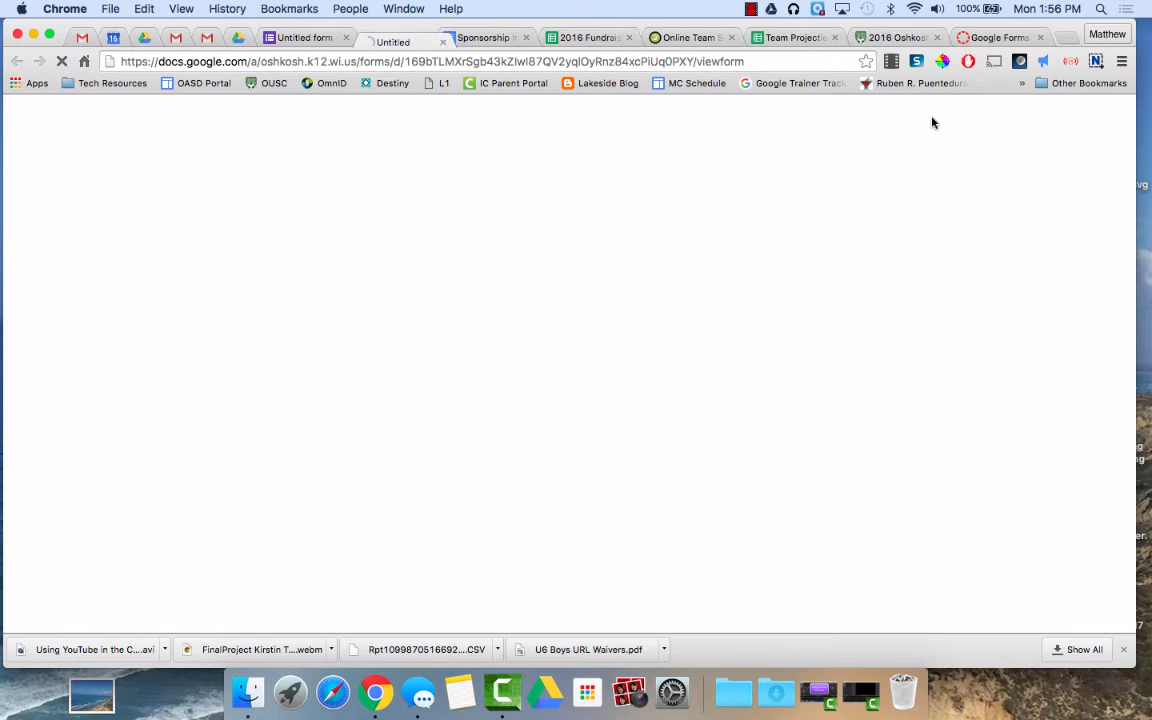 Chrome File Edit View History Bookmarks People Window Help 100% Mon 1:56 PM
16 Untitled form Untitled Sponsorship 2016 Fundrais Online Team S Team Projectio 2016 Oshkos Google Forms Matthew
https://docs.google.com/a/oshkosh.k12.wi.us/forms/d/169bTLMXrSgb43kZIwl87QV2yqlOyRnz84xcPiUq0PXY/viewform
Apps Tech Resources OASD Portal OUSC OmnID Destiny L1 IC Parent Portal Lakeside Blog MC Schedule Google Trainer Track Ruben R. Puentedura » Other Bookmarks
svg
Using YouTube in the C....avi FinalProject Kirstin T....webm Rpt1099870516692....CSV U6 Boys URL Waivers.pdf Show All